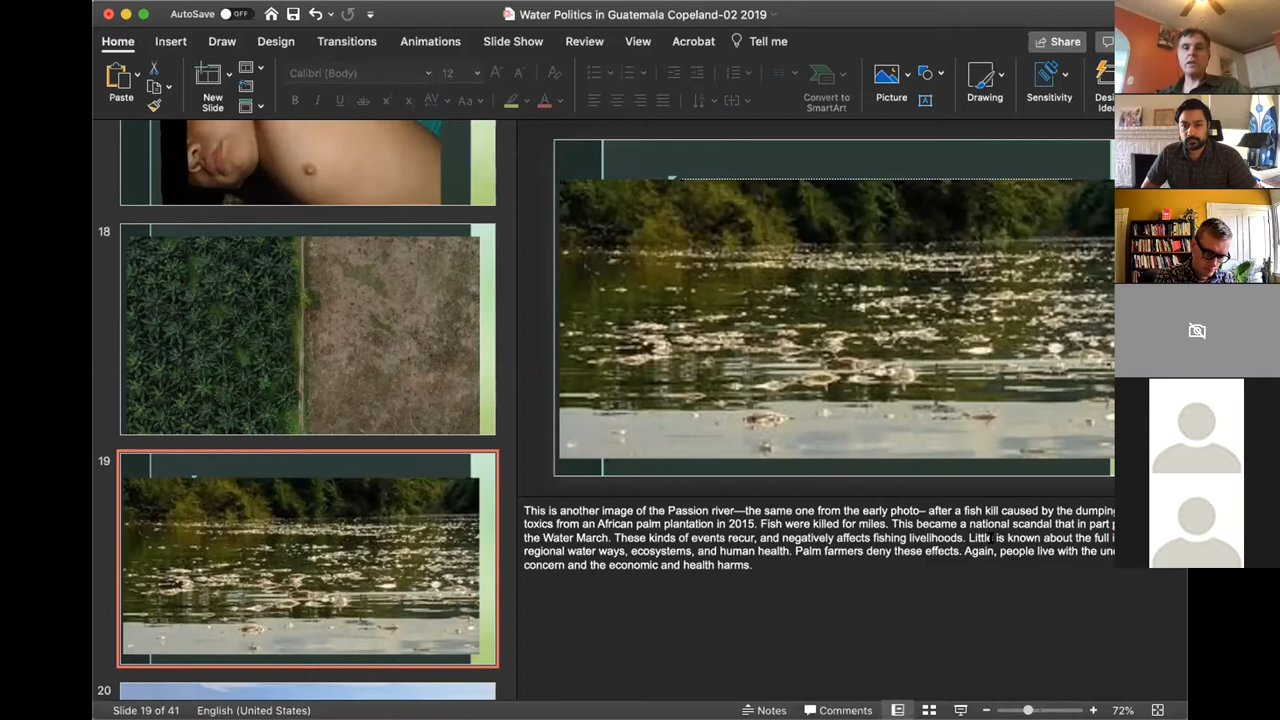 AutoSave OFF
Water Politics in Guatemala Copeland-02 2019
Home Insert Draw Design Transitions Animations Slide Show Review View Acrobat Tell me
Share
Paste
New
Slide
Calibri (Body) 12
Convert to
SmartArt
Picture
Drawing
Sensitivity
18
19
20
This is another image of the Passion river—the same one from the early photo– after a fish kill caused by the dumping
toxics from an African palm plantation in 2015. Fish were killed for miles. This became a national scandal that in part
the Water March. These kinds of events recur, and negatively affects fishing livelihoods. Little is known about the full
regional water ways, ecosystems, and human health. Palm farmers deny these effects. Again, people live with the
concern and the economic and health harms.
Slide 19 of 41 English (United States) Notes Comments 72%